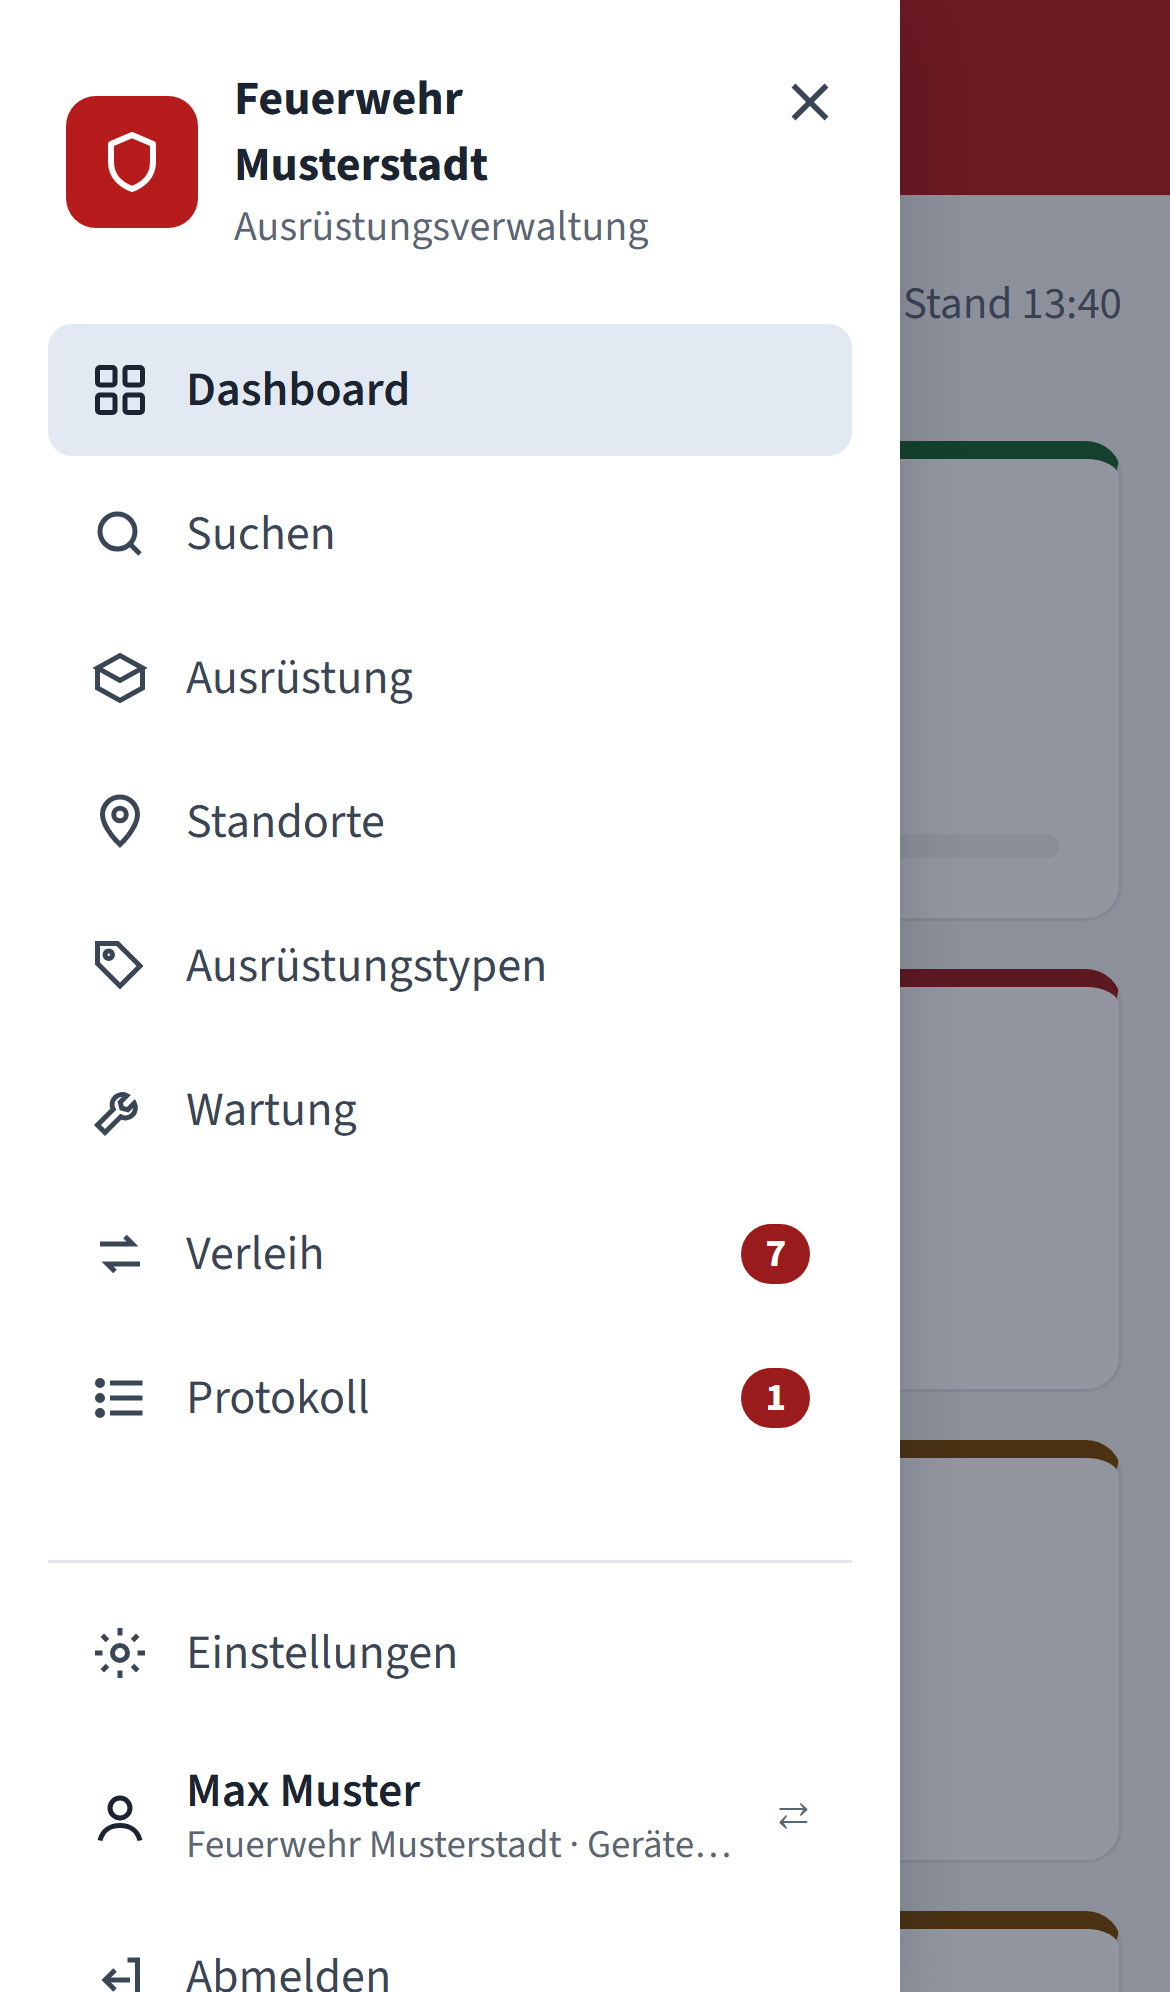 Feuerwehr
Musterstadt
Ausrüstungsverwaltung
Stand 13:40
Dashboard
Suchen
Ausrüstung
Standorte
Ausrüstungstypen
Wartung
Verleih 7
Protokoll 1
Einstellungen
Max Muster
Feuerwehr Musterstadt · Geräte…
Abmelden